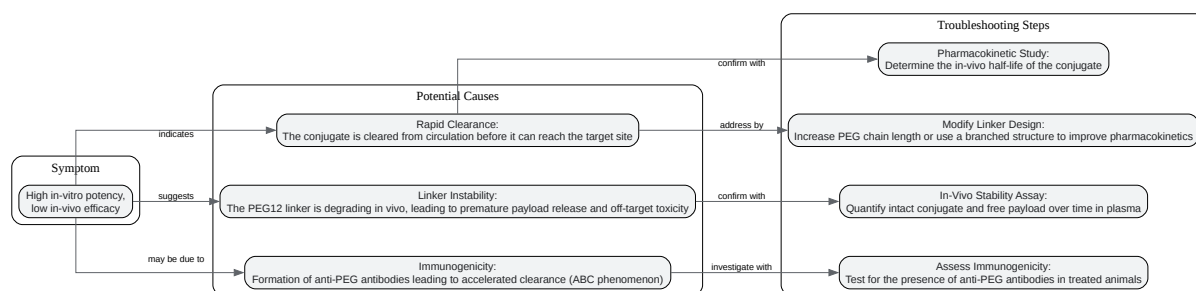 Troubleshooting Steps
Pharmacokinetic Study:
Determine the in-vivo half-life of the conjugate
confirm with
Potential Causes
Rapid Clearance:
The conjugate is cleared from circulation before it can reach the target site
indicates
address by
Modify Linker Design:
Increase PEG chain length or use a branched structure to improve pharmacokinetics
Symptom
High in-vitro potency,
low in-vivo efficacy
suggests
Linker Instability:
The PEG12 linker is degrading in vivo, leading to premature payload release and off-target toxicity
confirm with
In-Vivo Stability Assay:
Quantify intact conjugate and free payload over time in plasma
may be due to
Immunogenicity:
Formation of anti-PEG antibodies leading to accelerated clearance (ABC phenomenon)
investigate with
Assess Immunogenicity:
Test for the presence of anti-PEG antibodies in treated animals